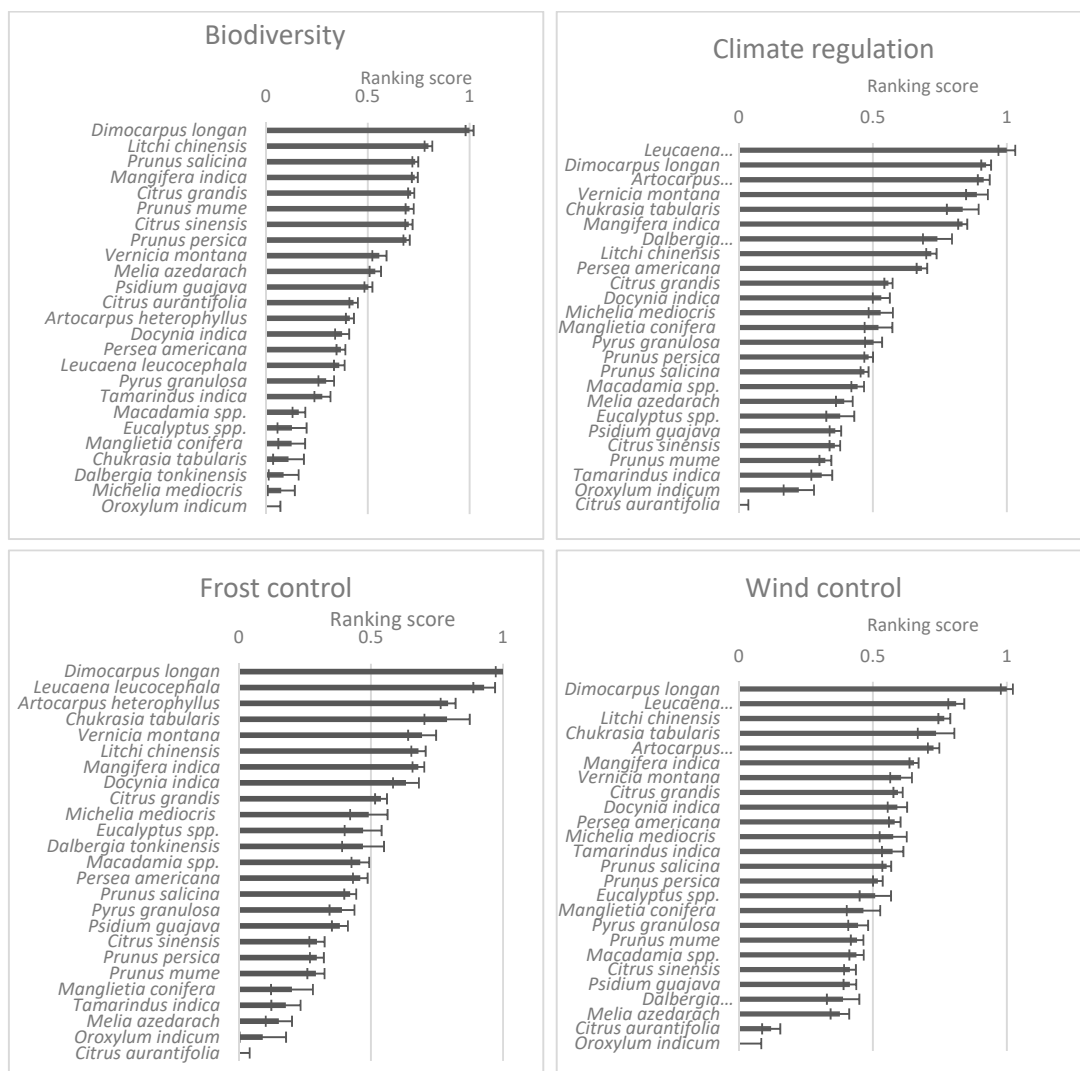 Biodiversity
Ranking score
0 0.5 1
Dimocarpus longan
Litchi chinensis
Prunus salicina
Mangifera indica
Citrus grandis
Prunus mume
Citrus sinensis
Prunus persica
Vernicia montana
Melia azedarach
Psidium guajava
Citrus aurantifolia
Artocarpus heterophyllus
Docynia indica
Persea americana
Leucaena leucocephala
Pyrus granulosa
Tamarindus indica
Macadamia spp.
Eucalyptus spp.
Manglietia conifera
Chukrasia tabularis
Dalbergia tonkinensis
Michelia mediocris
Oroxylum indicum
Climate regulation
Ranking score
0 0.5 1
Leucaena...
Dimocarpus longan
Artocarpus...
Vernicia montana
Chukrasia tabularis
Mangifera indica
Dalbergia...
Litchi chinensis
Persea americana
Citrus grandis
Docynia indica
Michelia mediocris
Manglietia conifera
Pyrus granulosa
Prunus persica
Prunus salicina
Macadamia spp.
Melia azedarach
Eucalyptus spp.
Psidium guajava
Citrus sinensis
Prunus mume
Tamarindus indica
Oroxylum indicum
Citrus aurantifolia
Frost control
Ranking score
0 0.5 1
Dimocarpus longan
Leucaena leucocephala
Artocarpus heterophyllus
Chukrasia tabularis
Vernicia montana
Litchi chinensis
Mangifera indica
Docynia indica
Citrus grandis
Michelia mediocris
Eucalyptus spp.
Dalbergia tonkinensis
Macadamia spp.
Persea americana
Prunus salicina
Pyrus granulosa
Psidium guajava
Citrus sinensis
Prunus persica
Prunus mume
Manglietia conifera
Tamarindus indica
Melia azedarach
Oroxylum indicum
Citrus aurantifolia
Wind control
Ranking score
0 0.5 1
Dimocarpus longan
Leucaena...
Litchi chinensis
Chukrasia tabularis
Artocarpus...
Mangifera indica
Vernicia montana
Citrus grandis
Docynia indica
Persea americana
Michelia mediocris
Tamarindus indica
Prunus salicina
Prunus persica
Eucalyptus spp.
Manglietia conifera
Pyrus granulosa
Prunus mume
Macadamia spp.
Citrus sinensis
Psidium guajava
Dalbergia...
Melia azedarach
Citrus aurantifolia
Oroxylum indicum